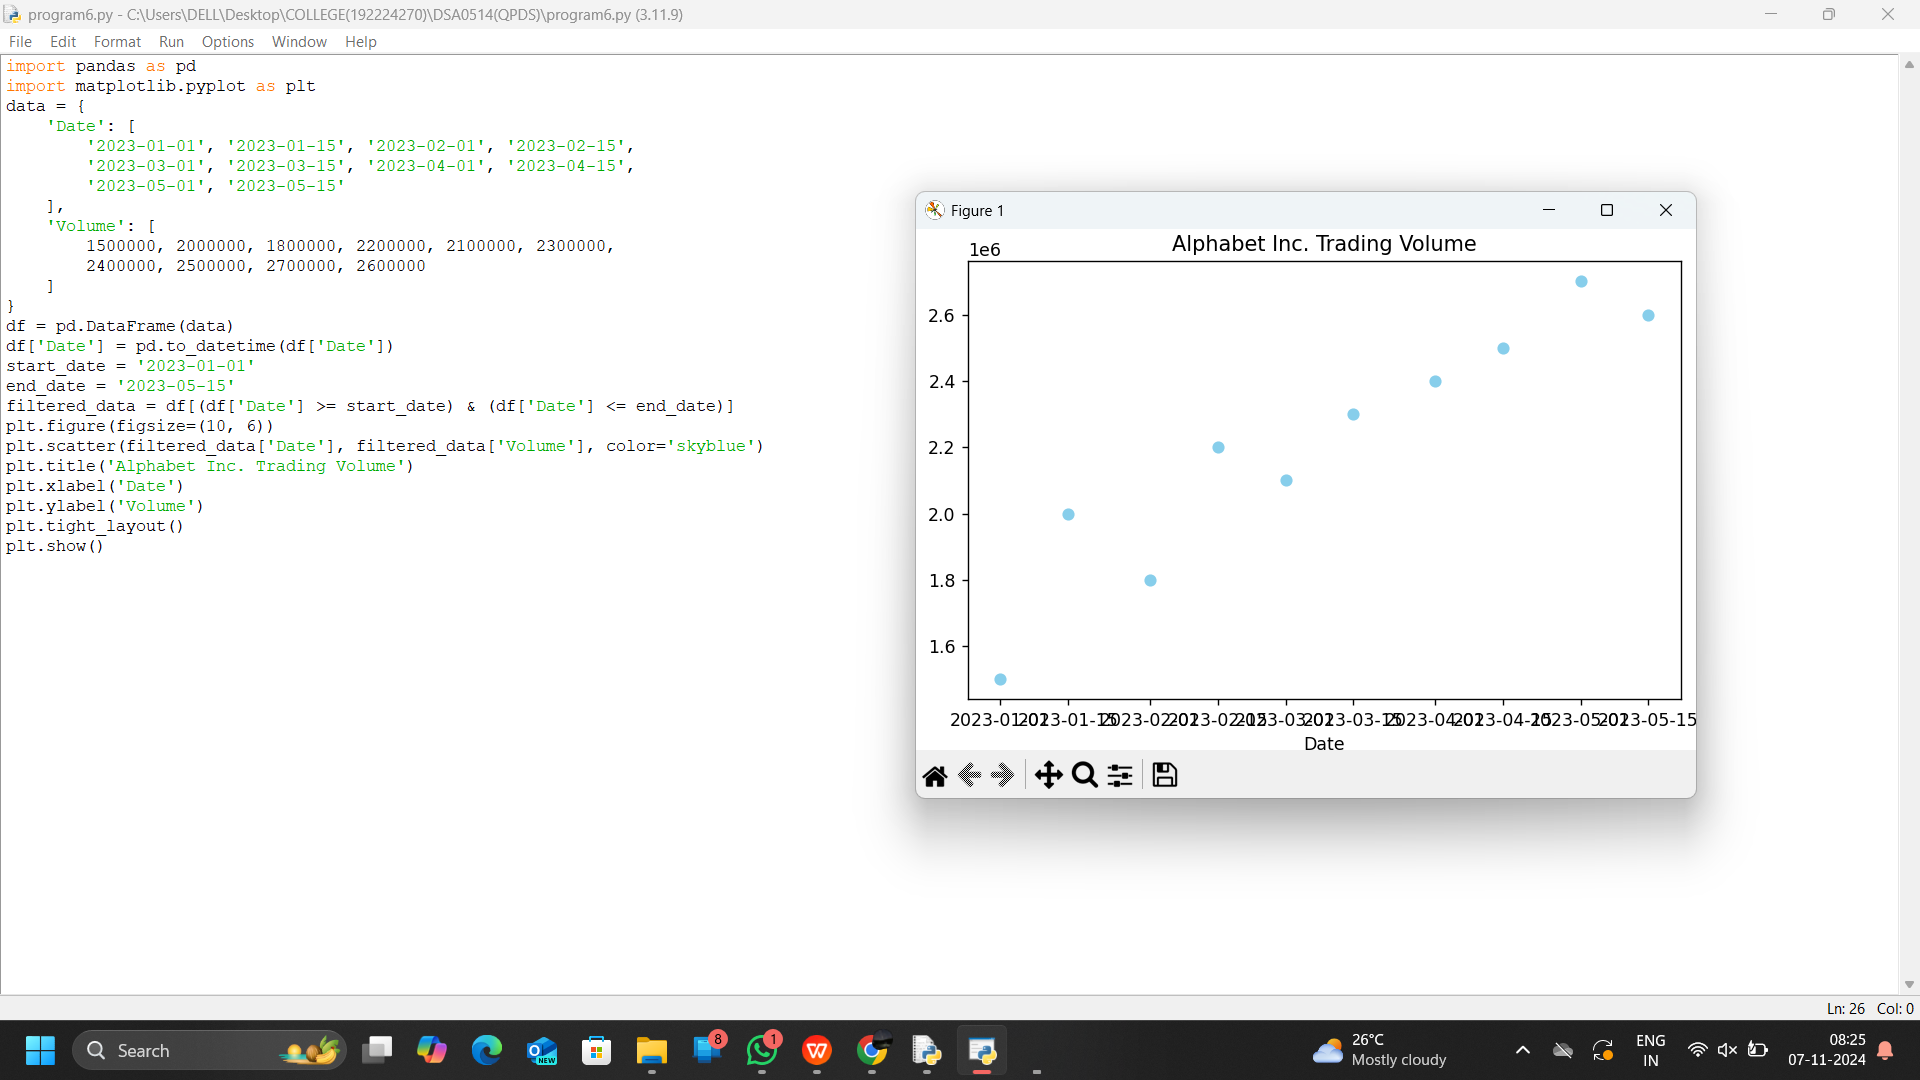 program6.py - C:\Users\DELL\Desktop\COLLEGE(192224270)\DSA0514(QPDS)\program6.py (3.11.9)
File Edit Format Run Options Window Help
import pandas as pd
import matplotlib.pyplot as plt
data = {
    'Date': [
        '2023-01-01', '2023-01-15', '2023-02-01', '2023-02-15',
        '2023-03-01', '2023-03-15', '2023-04-01', '2023-04-15',
        '2023-05-01', '2023-05-15'
    ],
    'Volume': [
        1500000, 2000000, 1800000, 2200000, 2100000, 2300000,
        2400000, 2500000, 2700000, 2600000
    ]
}
df = pd.DataFrame(data)
df['Date'] = pd.to_datetime(df['Date'])
start_date = '2023-01-01'
end_date = '2023-05-15'
filtered_data = df[(df['Date'] >= start_date) & (df['Date'] <= end_date)]
plt.figure(figsize=(10, 6))
plt.scatter(filtered_data['Date'], filtered_data['Volume'], color='skyblue')
plt.title('Alphabet Inc. Trading Volume')
plt.xlabel('Date')
plt.ylabel('Volume')
plt.tight_layout()
plt.show()
Figure 1
1e6
Alphabet Inc. Trading Volume
2.6
2.4
2.2
2.0
1.8
1.6
2023-01-01 2023-01-15 2023-02-01 2023-02-15 2023-03-01 2023-03-15 2023-04-01 2023-04-15 2023-05-01 2023-05-15
Date
Ln: 26 Col: 0
Search
NEW
8
1
W
26°C
Mostly cloudy
ENG
IN
08:25
07-11-2024